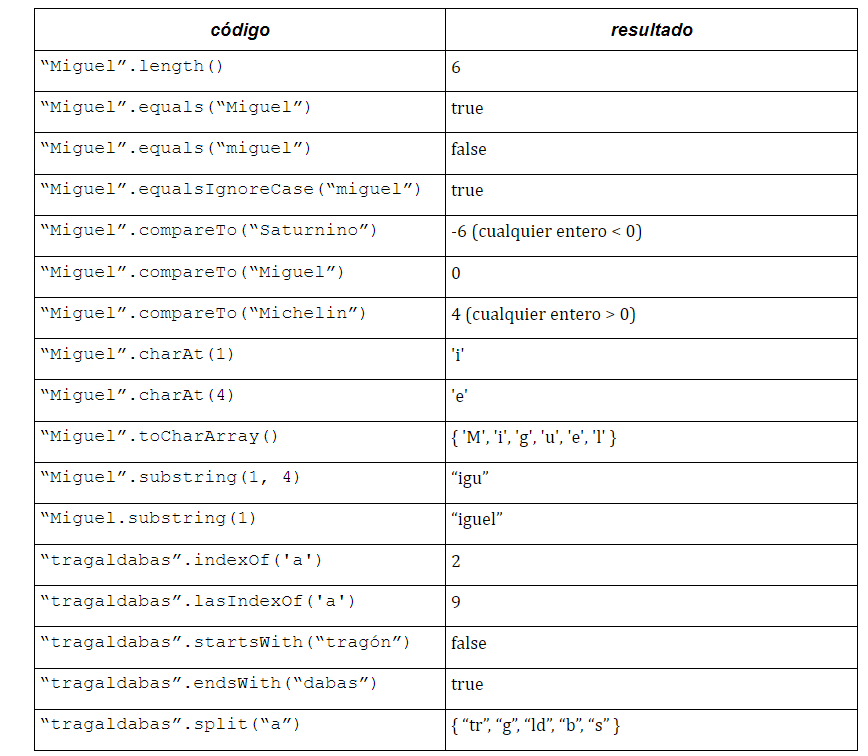 código resultado
“Miguel”.length() 6
“Miguel”.equals(“Miguel”) true
“Miguel”.equals(“miguel”) false
“Miguel”.equalsIgnoreCase(“miguel”) true
“Miguel”.compareTo(“Saturnino”) -6 (cualquier entero < 0)
“Miguel”.compareTo(“Miguel”) 0
“Miguel”.compareTo(“Michelin”) 4 (cualquier entero > 0)
“Miguel”.charAt(1) 'i'
“Miguel”.charAt(4) 'e'
“Miguel”.toCharArray() { 'M', 'i', 'g', 'u', 'e', 'l' }
“Miguel”.substring(1, 4) “igu”
“Miguel.substring(1) “iguel”
“tragaldabas”.indexOf('a') 2
“tragaldabas”.lasIndexOf('a') 9
“tragaldabas”.startsWith(“tragón”) false
“tragaldabas”.endsWith(“dabas”) true
“tragaldabas”.split(“a”) { “tr”, “g”, “ld”, “b”, “s” }